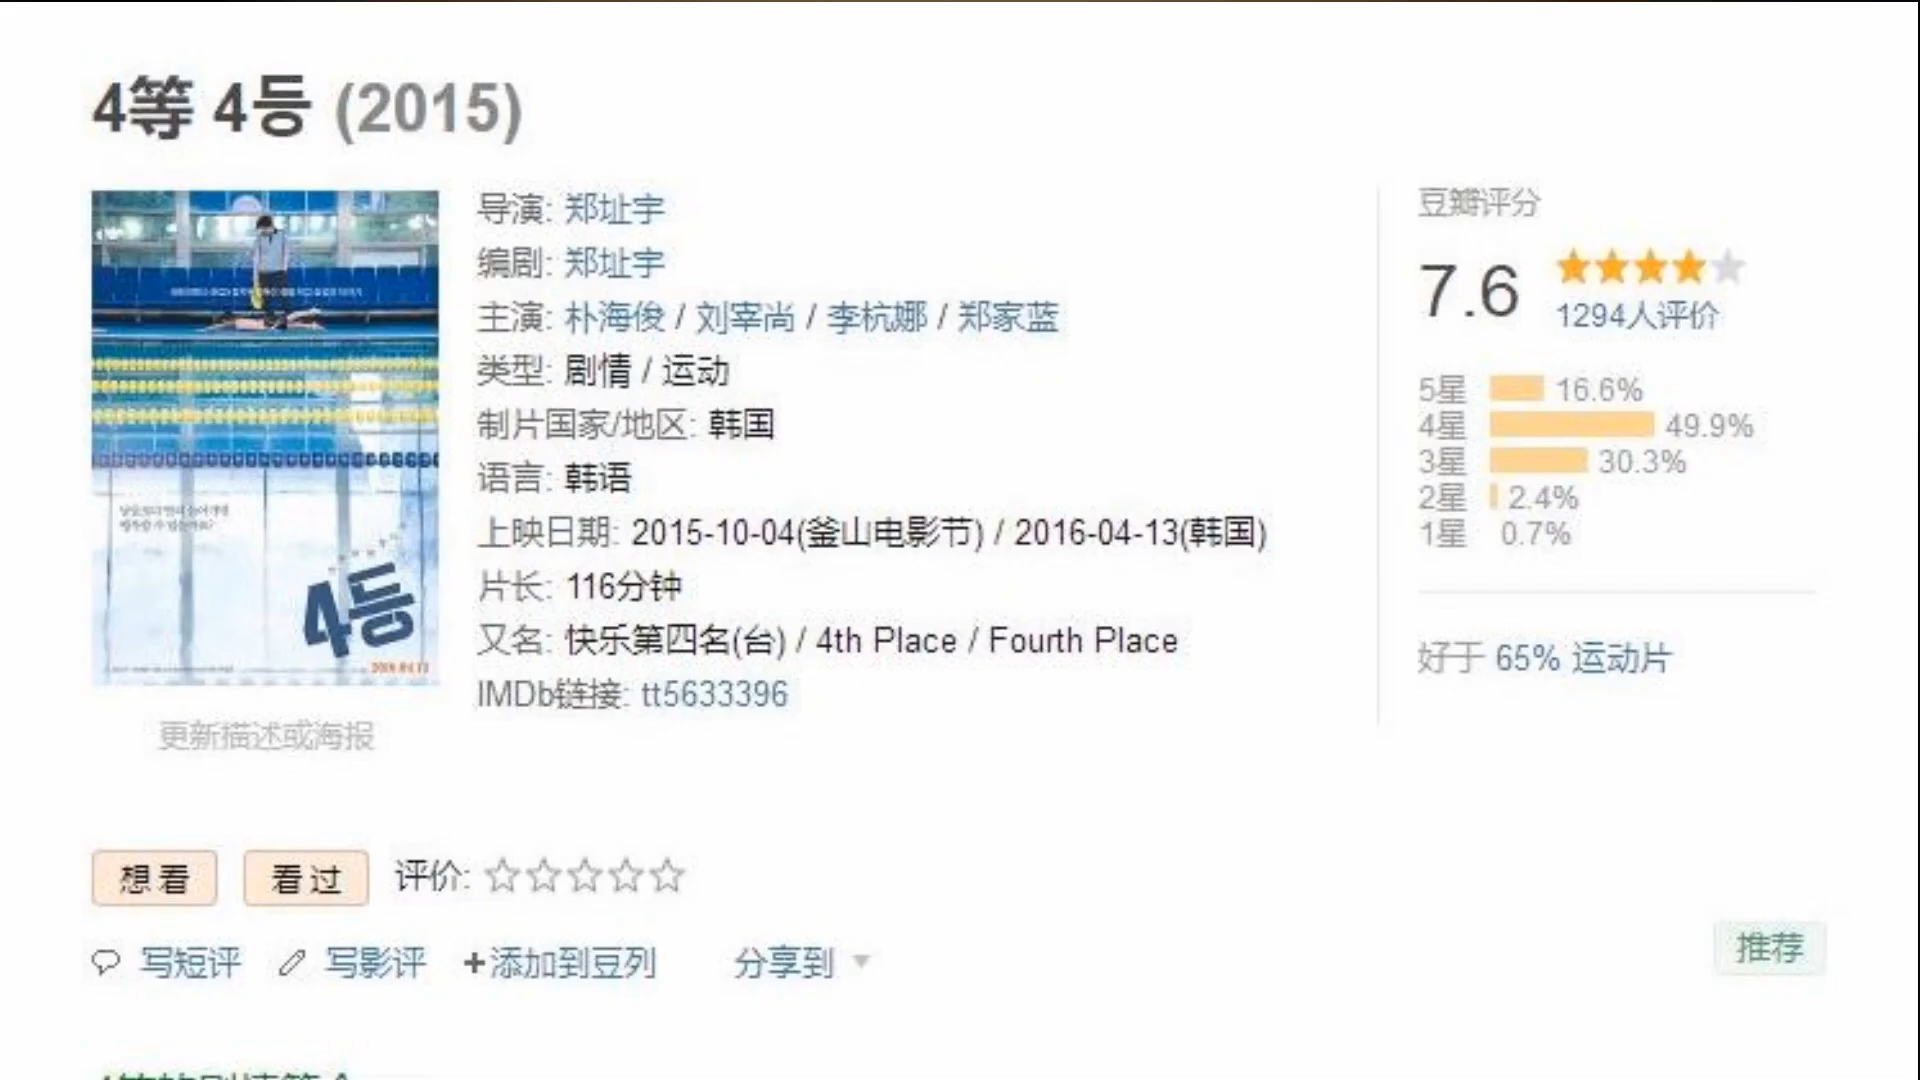 4等 4등 (2015)
导演: 郑址宇
编剧: 郑址宇
主演: 朴海俊 / 刘宰尚 / 李杭娜 / 郑家蓝
类型: 剧情 / 运动
制片国家/地区: 韩国
语言: 韩语
上映日期: 2015-10-04(釜山电影节) / 2016-04-13(韩国)
片长: 116分钟
又名: 快乐第四名(台) / 4th Place / Fourth Place
IMDb链接: tt5633396
4등
更新描述或海报
豆瓣评分
7.6
1294人评价
5星 16.6%
4星 49.9%
3星 30.3%
2星 2.4%
1星 0.7%
好于 65% 运动片
想看 看过 评价:
写短评 写影评 +添加到豆列 分享到
推荐